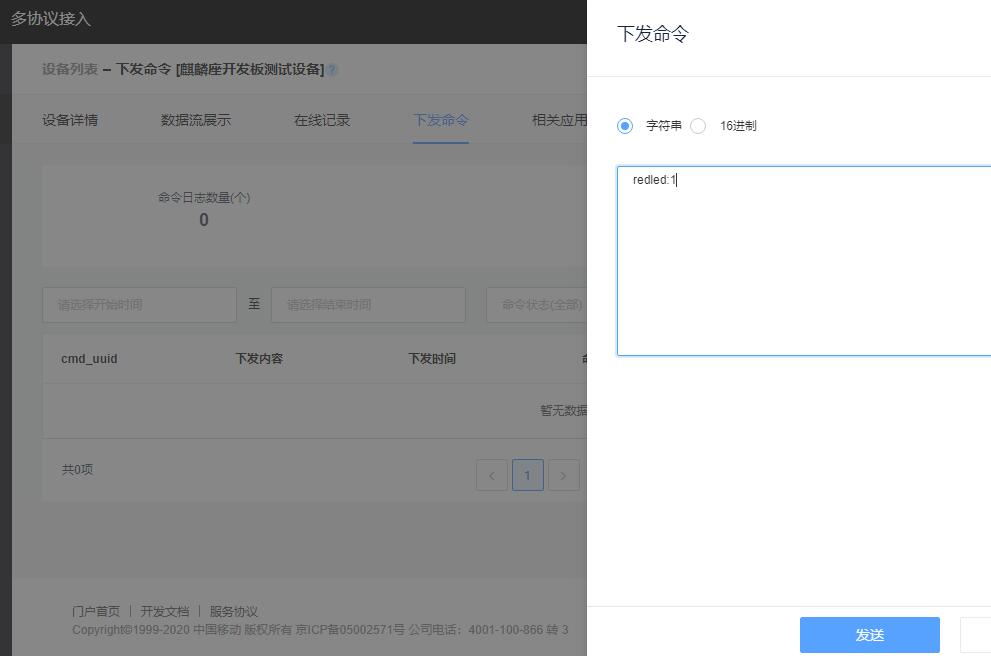 多协议接入
设备列表 – 下发命令 [麒麟座开发板测试设备] ?
设备详情 数据流展示 在线记录 下发命令 相关应用
命令日志数量(个)
0
请选择开始时间 至 请选择结束时间 命令状态(全部)
cmd_uuid 下发内容 下发时间
暂无数据
共0项
< 1 >
门户首页 | 开发文档 | 服务协议
Copyright©1999-2020 中国移动 版权所有 京ICP备05002571号 公司电话：4001-100-866 转 3
下发命令
字符串 16进制
redled:1
发送